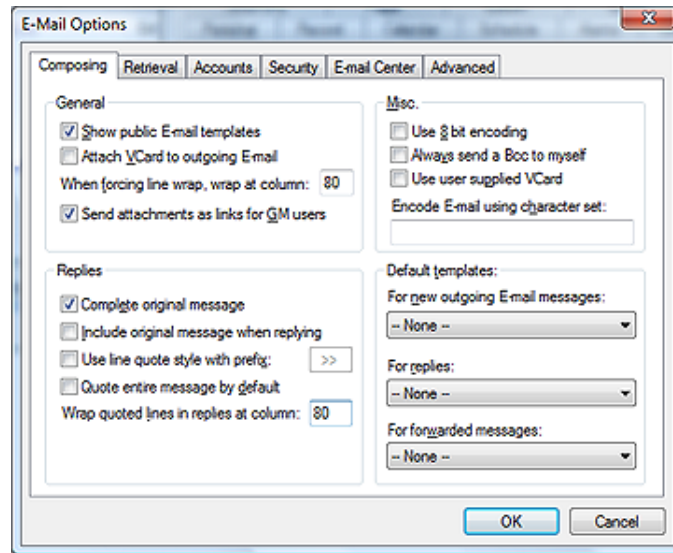 E-Mail Options
Composing Retrieval Accounts Security E-mail Center Advanced
General
Show public E-mail templates
Attach VCard to outgoing E-mail
When forcing line wrap, wrap at column: 80
Send attachments as links for GM users
Misc.
Use 8 bit encoding
Always send a Bcc to myself
Use user supplied VCard
Encode E-mail using character set:
Replies
Complete original message
Include original message when replying
Use line quote style with prefix: >>
Quote entire message by default
Wrap quoted lines in replies at column: 80
Default templates:
For new outgoing E-mail messages:
-- None --
For replies:
-- None --
For forwarded messages:
-- None --
OK Cancel